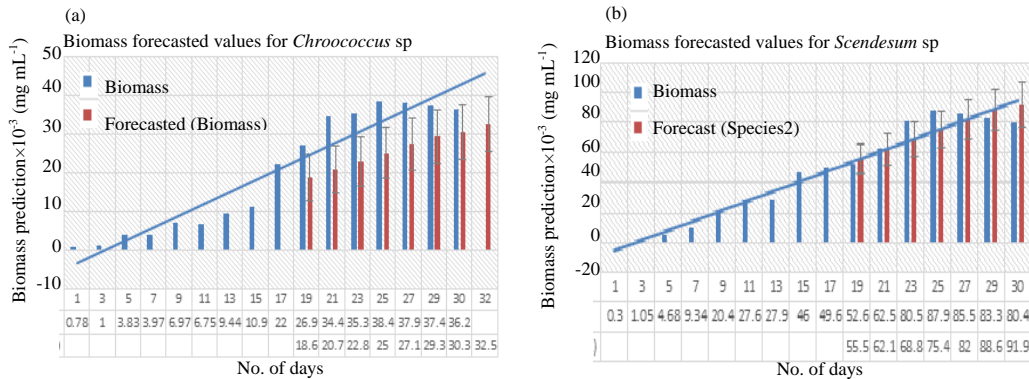 (a)
Biomass forecasted values for Chroococcus sp
50
40
30
20
10
0
-10
Biomass prediction×10⁻³ (mg mL⁻¹)
Biomass
Forecasted (Biomass)
1 3 5 7 9 11 13 15 17 19 21 23 25 27 29 30 32
0.78 1 3.83 3.97 6.97 6.75 9.44 10.9 22 26.9 34.4 35.3 38.4 37.9 37.4 36.2
) 18.6 20.7 22.8 25 27.1 29.3 30.3 32.5
No. of days
(b)
Biomass forecasted values for Scendesum sp
120
100
80
60
40
20
0
-20
Biomass prediction×10⁻³ (mg mL⁻¹)
Biomass
Forecast (Species2)
1 3 5 7 9 11 13 15 17 19 21 23 25 27 29 30
0.3 1.05 4.68 9.34 20.4 27.6 27.9 46 49.6 52.6 62.5 80.5 87.9 85.5 83.3 80.4
) 55.5 62.1 68.8 75.4 82 88.6 91.9
No. of days